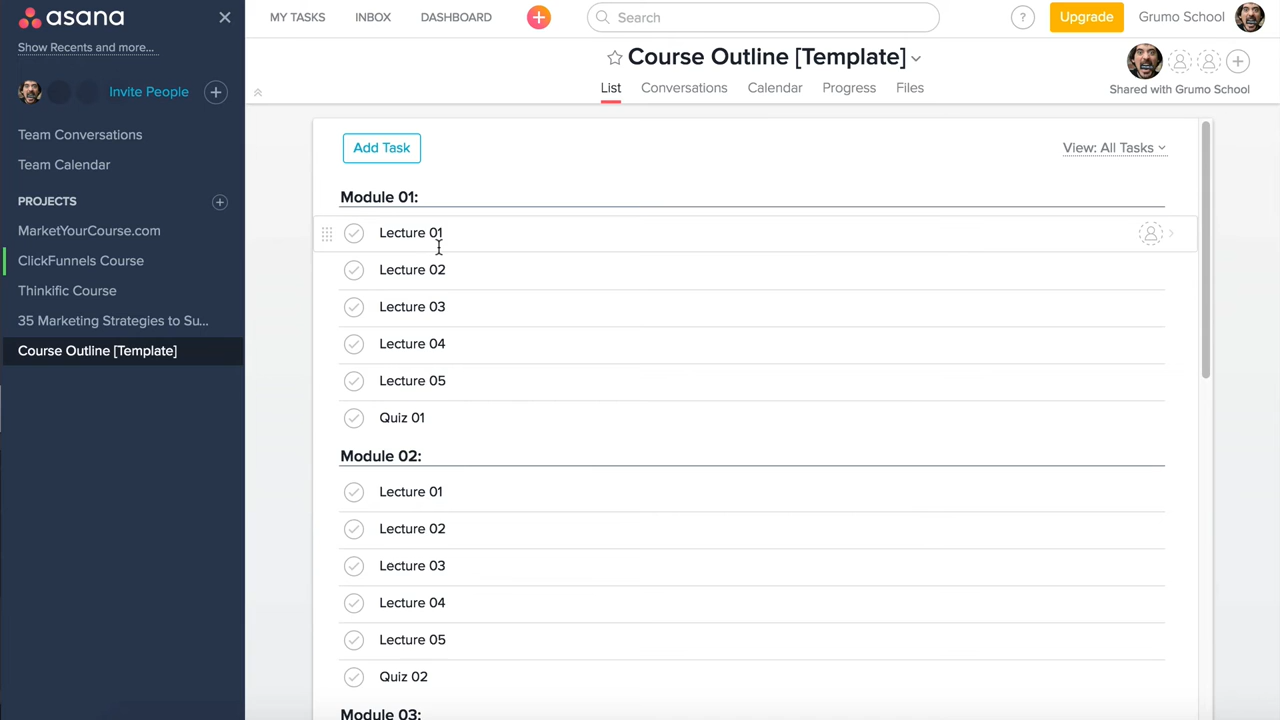 asana
Show Recents and more...
Invite People
Team Conversations
Team Calendar
PROJECTS
MarketYourCourse.com
ClickFunnels Course
Thinkific Course
35 Marketing Strategies to Su...
Course Outline [Template]
MY TASKS
INBOX
DASHBOARD
Search
?
Upgrade
Grumo School
Course Outline [Template]
List
Conversations
Calendar
Progress
Files
Shared with Grumo School
Add Task
View: All Tasks
Module 01:
Lecture 01
Lecture 02
Lecture 03
Lecture 04
Lecture 05
Quiz 01
Module 02:
Lecture 01
Lecture 02
Lecture 03
Lecture 04
Lecture 05
Quiz 02
Module 03: